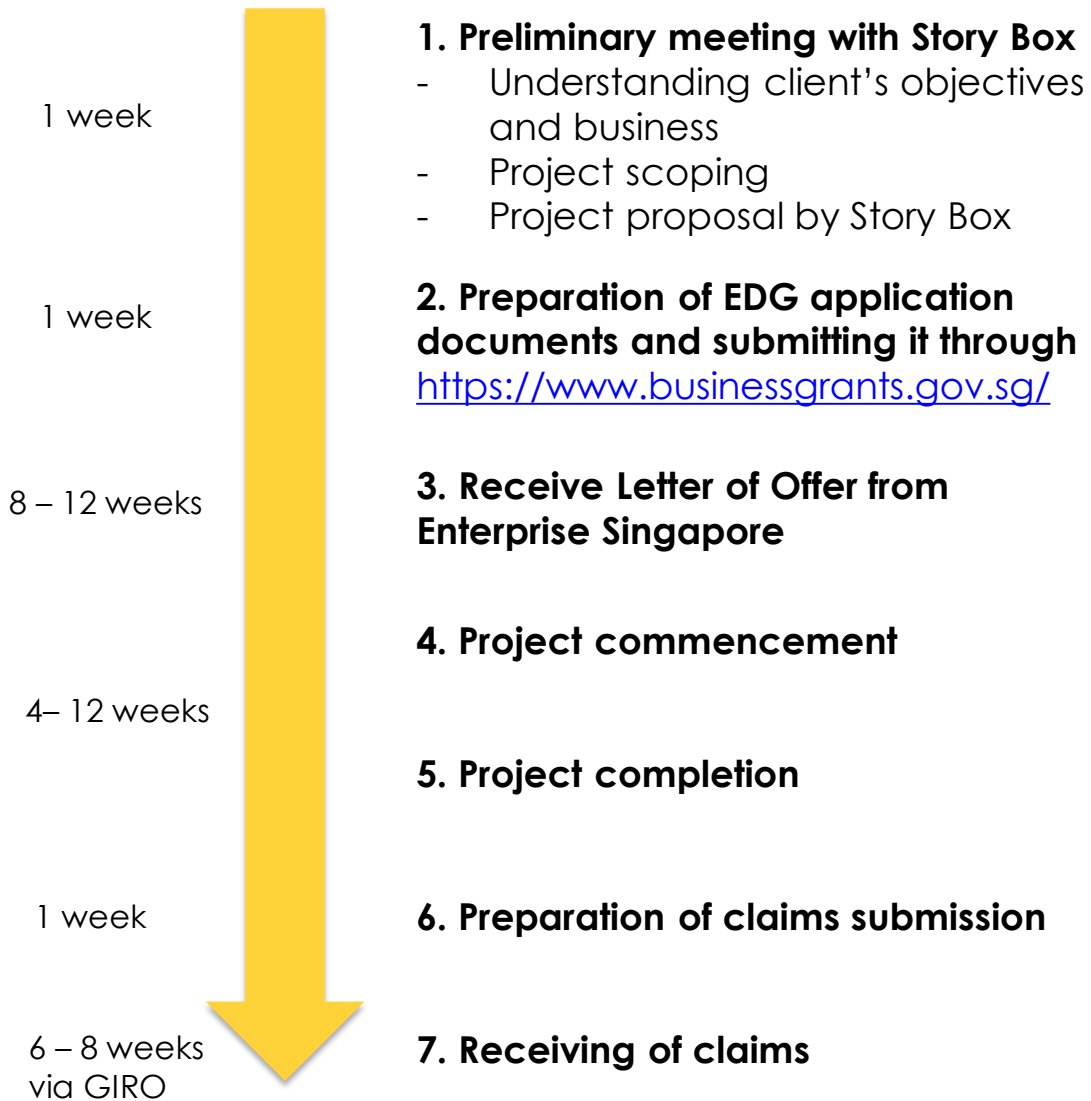 1. Preliminary meeting with Story Box
- Understanding client’s objectives
and business
1 week
- Project scoping
- Project proposal by Story Box
2. Preparation of EDG application
1 week
documents and submitting it through
https://www.businessgrants.gov.sg/
8 – 12 weeks
3. Receive Letter of Offer from
Enterprise Singapore
4. Project commencement
4– 12 weeks
5. Project completion
1 week
6. Preparation of claims submission
6 – 8 weeks
via GIRO
7. Receiving of claims